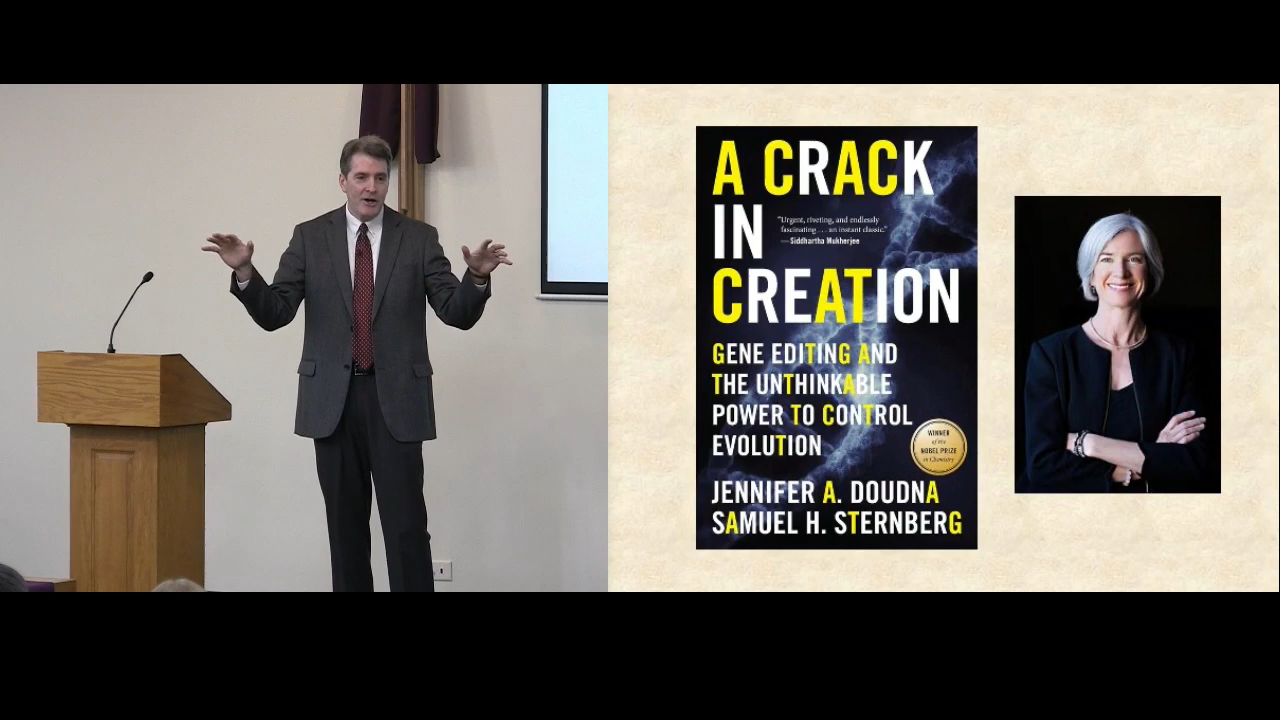 A CRACK
IN
"Urgent, riveting, and endlessly
fascinating . . . an instant classic."
—Siddhartha Mukherjee
CREATION
GENE EDITING AND
THE UNTHINKABLE
POWER TO CONTROL
EVOLUTION
WINNER
of the
NOBEL PRIZE
in Chemistry
JENNIFER A. DOUDNA
SAMUEL H. STERNBERG